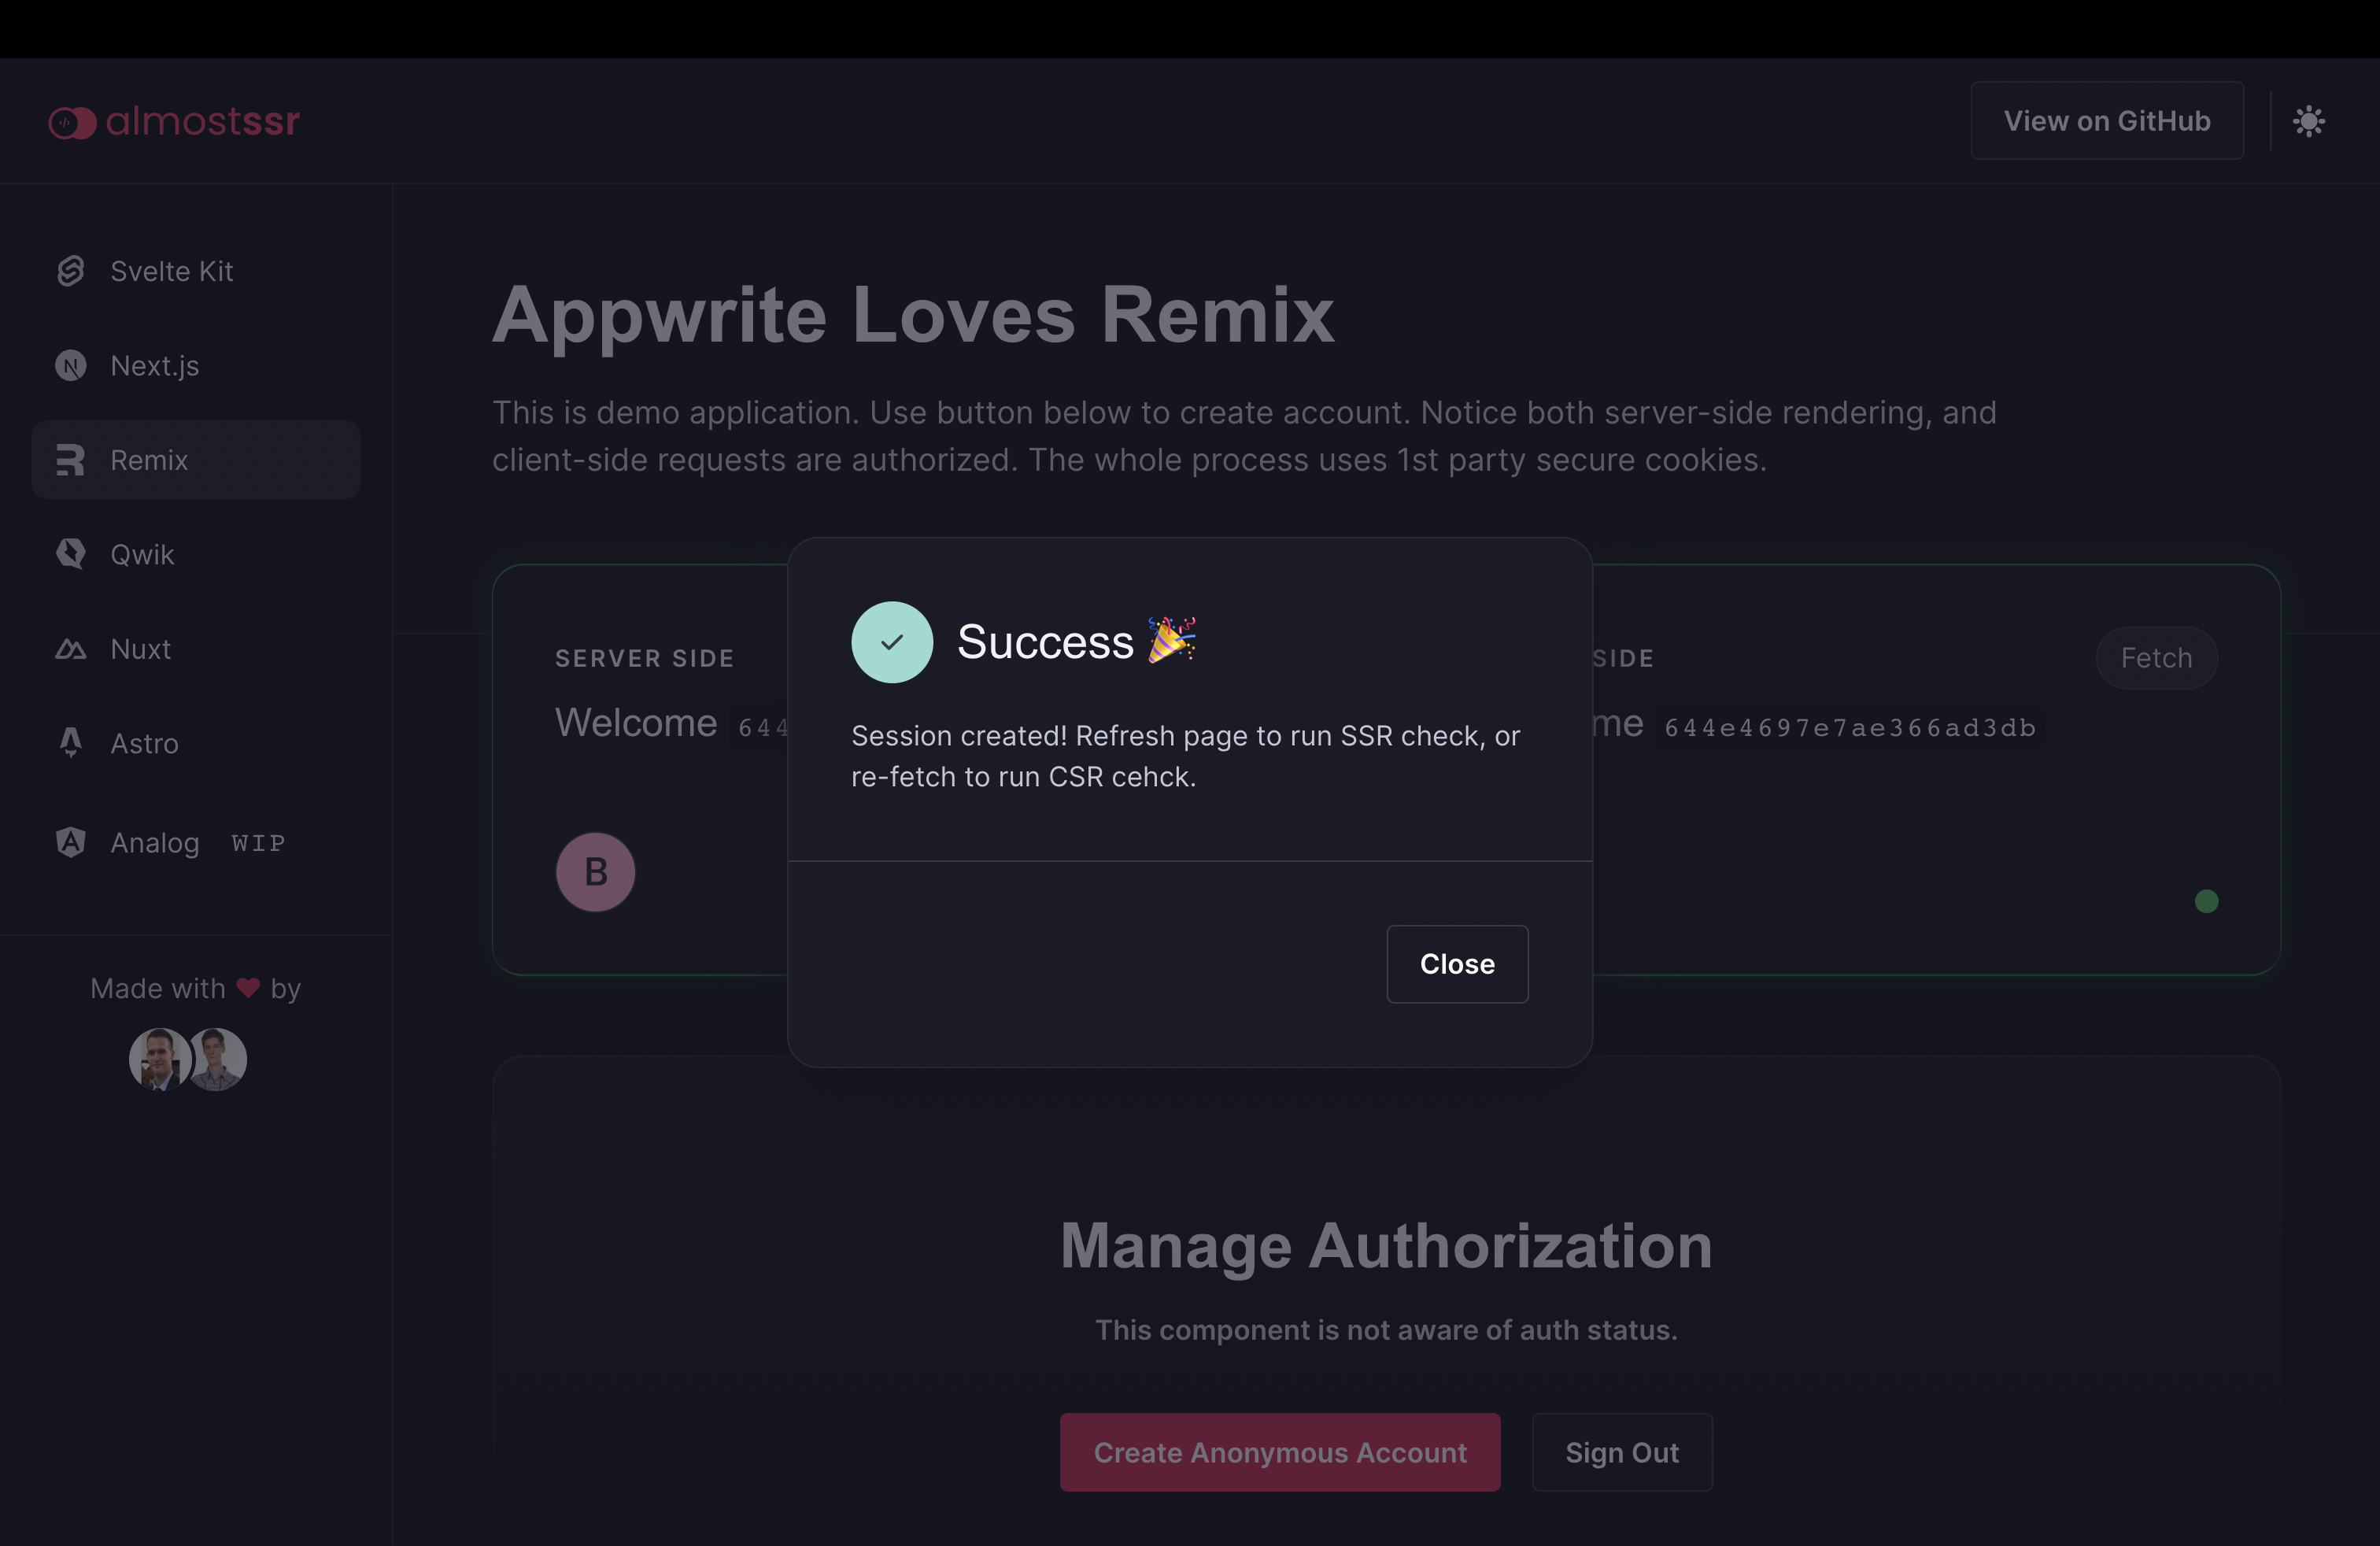 almostssr
View on GitHub
Svelte Kit
Next.js
Remix
Qwik
Nuxt
Astro
Analog WIP
Made with ❤ by
Appwrite Loves Remix
This is demo application. Use button below to create account. Notice both server-side rendering, and
client-side requests are authorized. The whole process uses 1st party secure cookies.
SERVER SIDE
Welcome 644
B
SIDE
Fetch
me 644e4697e7ae366ad3db
Success 🎉
Session created! Refresh page to run SSR check, or
re-fetch to run CSR cehck.
Close
Manage Authorization
This component is not aware of auth status.
Create Anonymous Account
Sign Out